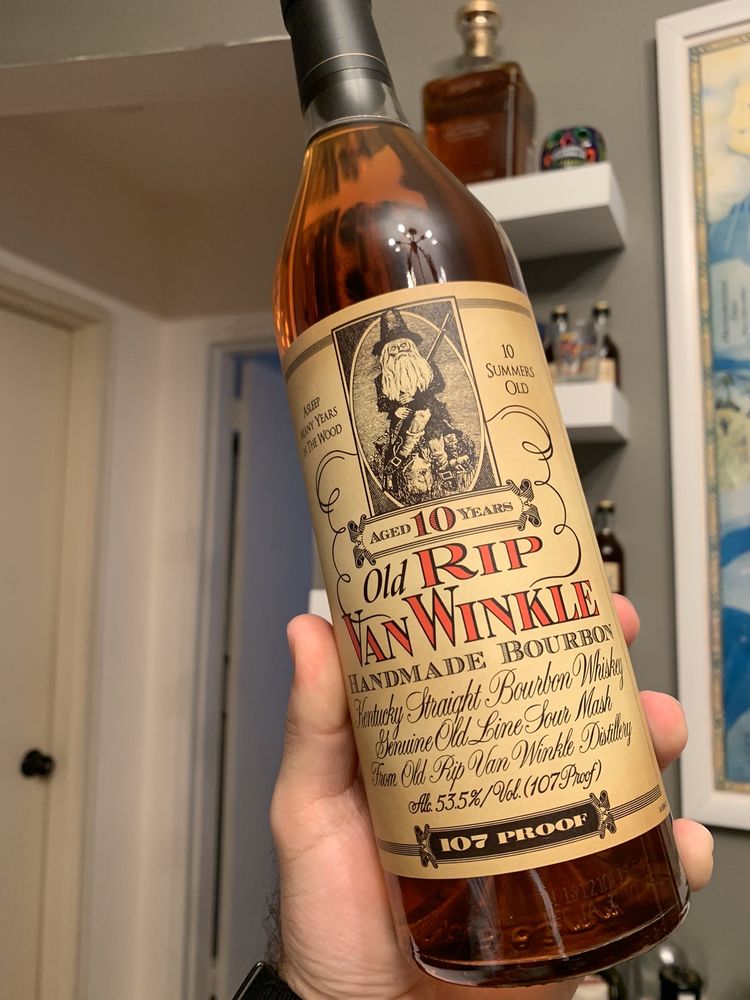 ASLEEP
MANY YEARS
IN THE WOOD
10
SUMMERS
OLD
AGED 10 YEARS
Old RIP
VAN WINKLE
HANDMADE BOURBON
Kentucky Straight Bourbon Whiskey
Genuine Old Line Sour Mash
From Old Rip Van Winkle Distillery
Alc. 53.5%/Vol. (107 Proof)
107 PROOF